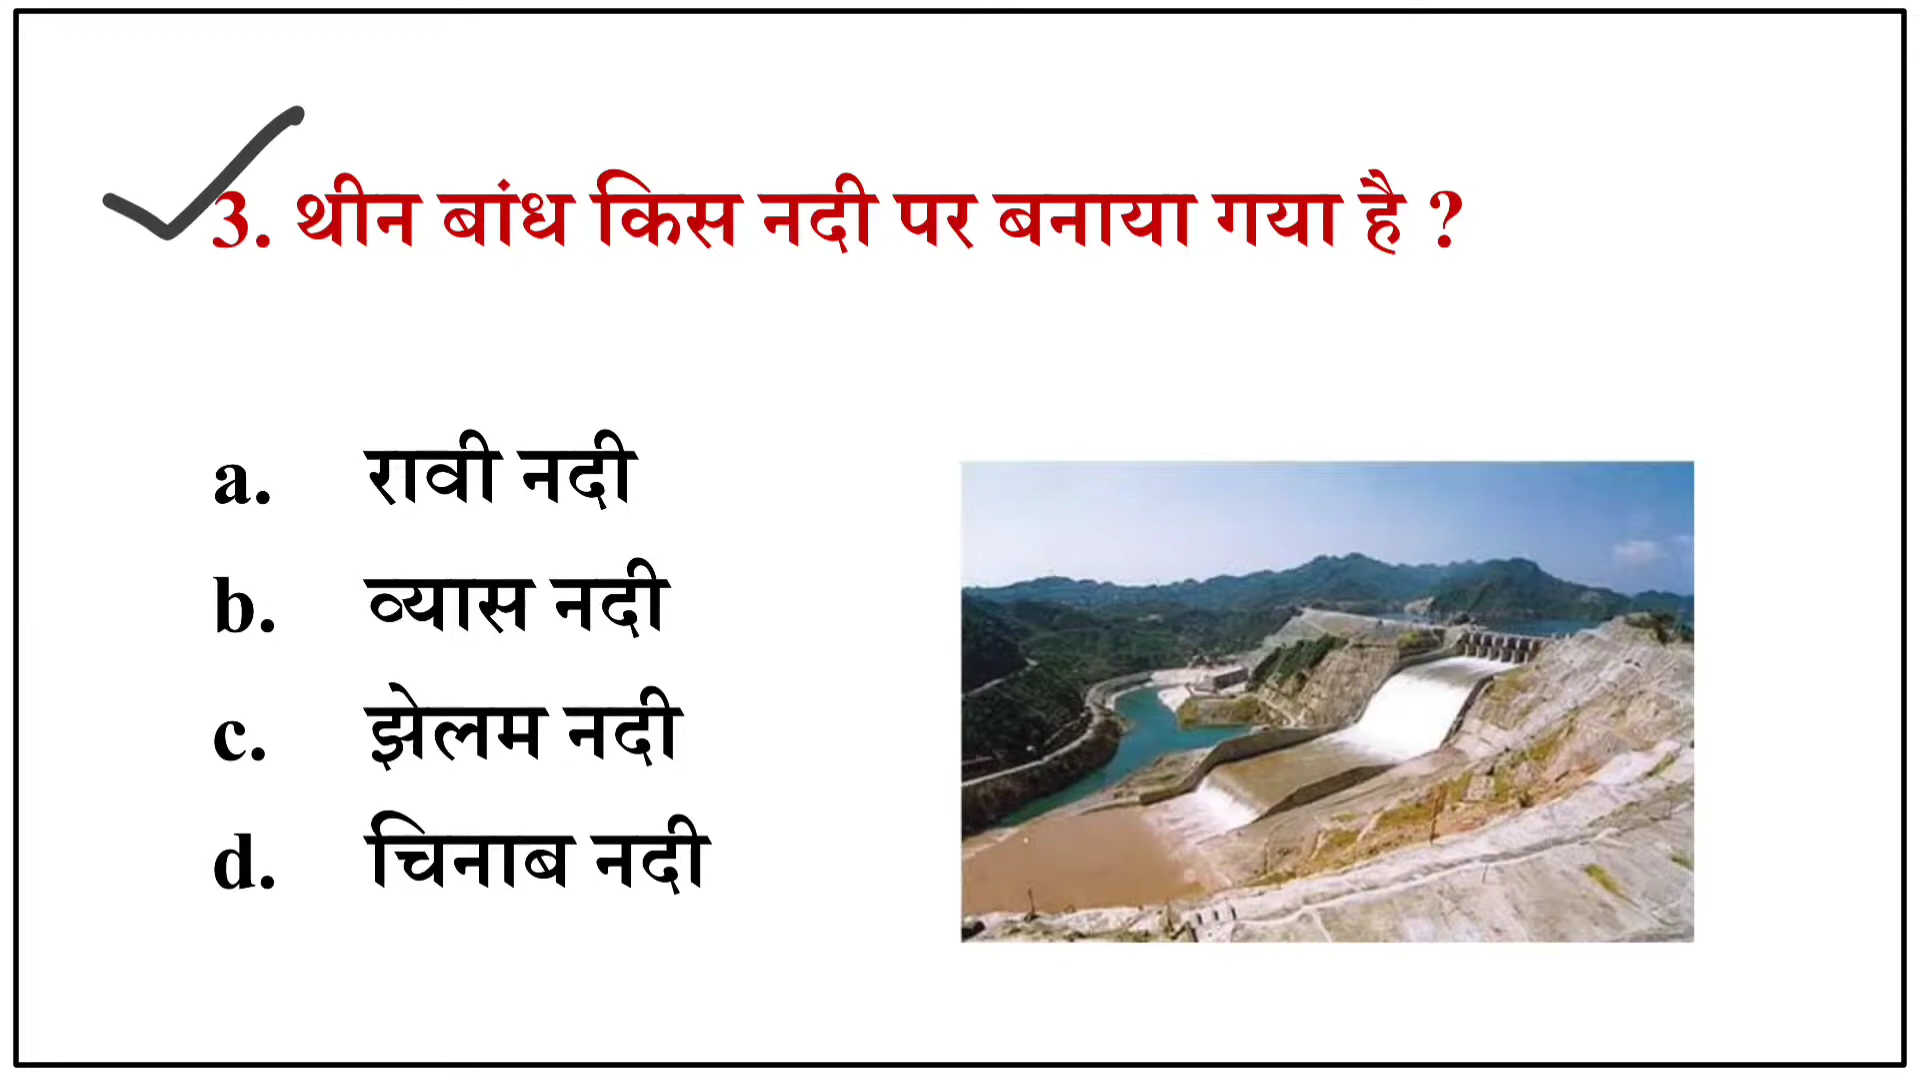 3. थीन बांध किस नदी पर बनाया गया है ?
a. रावी नदी
b. व्यास नदी
c. झेलम नदी
d. चिनाब नदी